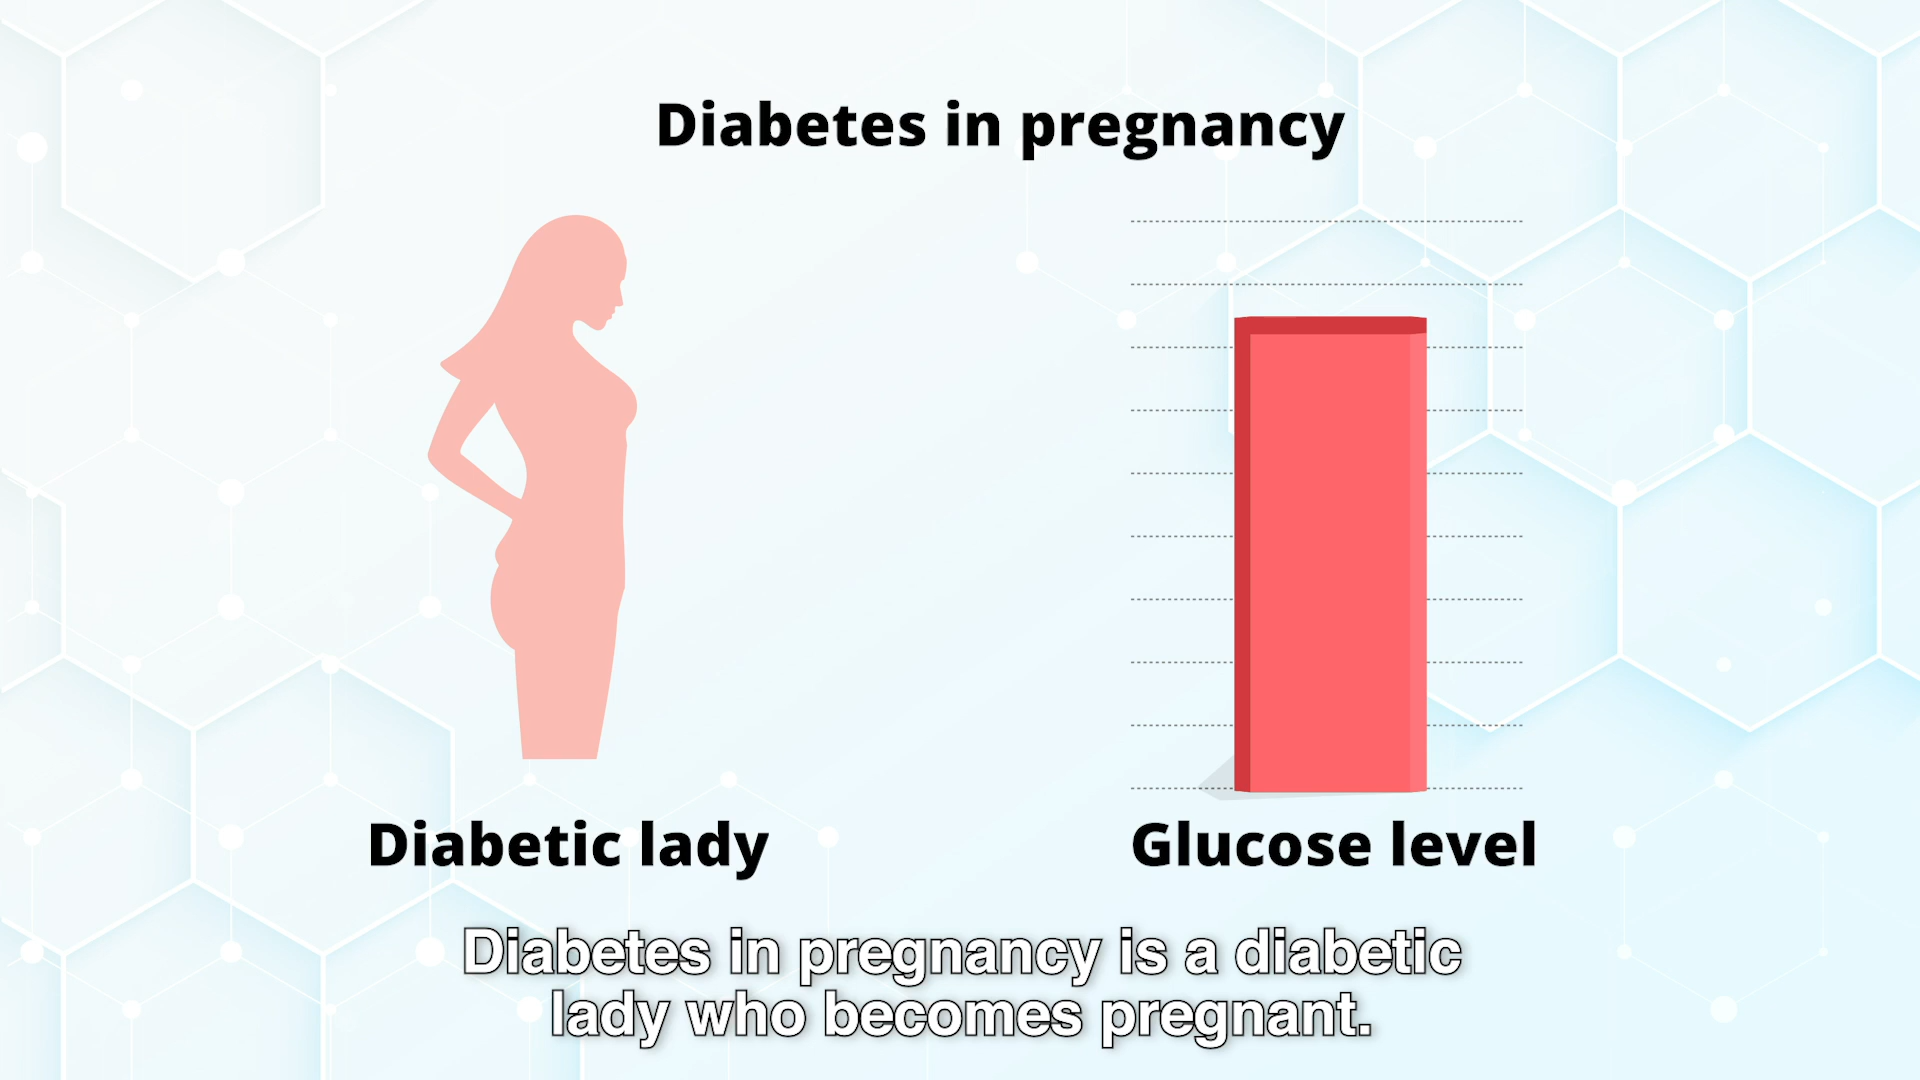 Diabetes in pregnancy
Diabetic lady
Glucose level
Diabetes in pregnancy is a diabetic
lady who becomes pregnant.